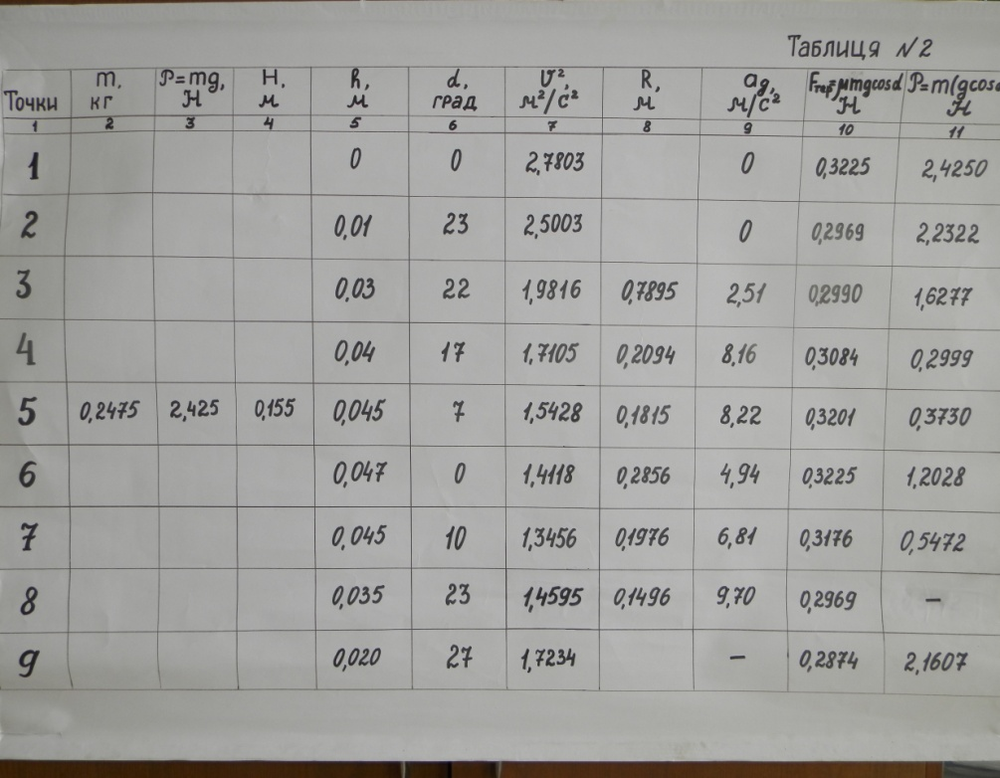 Таблиця №2
Точки m, кг P=mg, Н H, м h, м α, град υ², м²/с² R, м aд, м/с² Fтер=μmgcosα Н P=m(gcosα Н
1 2 3 4 5 6 7 8 9 10 11
1 0 0 2,7803 0 0,3225 2,4250
2 0,01 23 2,5003 0 0,2969 2,2322
3 0,03 22 1,9816 0,7895 2,51 0,2990 1,6277
4 0,04 17 1,7105 0,2094 8,16 0,3084 0,2999
5 0,2475 2,425 0,155 0,045 7 1,5428 0,1815 8,22 0,3201 0,3730
6 0,047 0 1,4118 0,2856 4,94 0,3225 1,2028
7 0,045 10 1,3456 0,1976 6,81 0,3176 0,5472
8 0,035 23 1,4595 0,1496 9,70 0,2969 –
9 0,020 27 1,7234 – 0,2874 2,1607